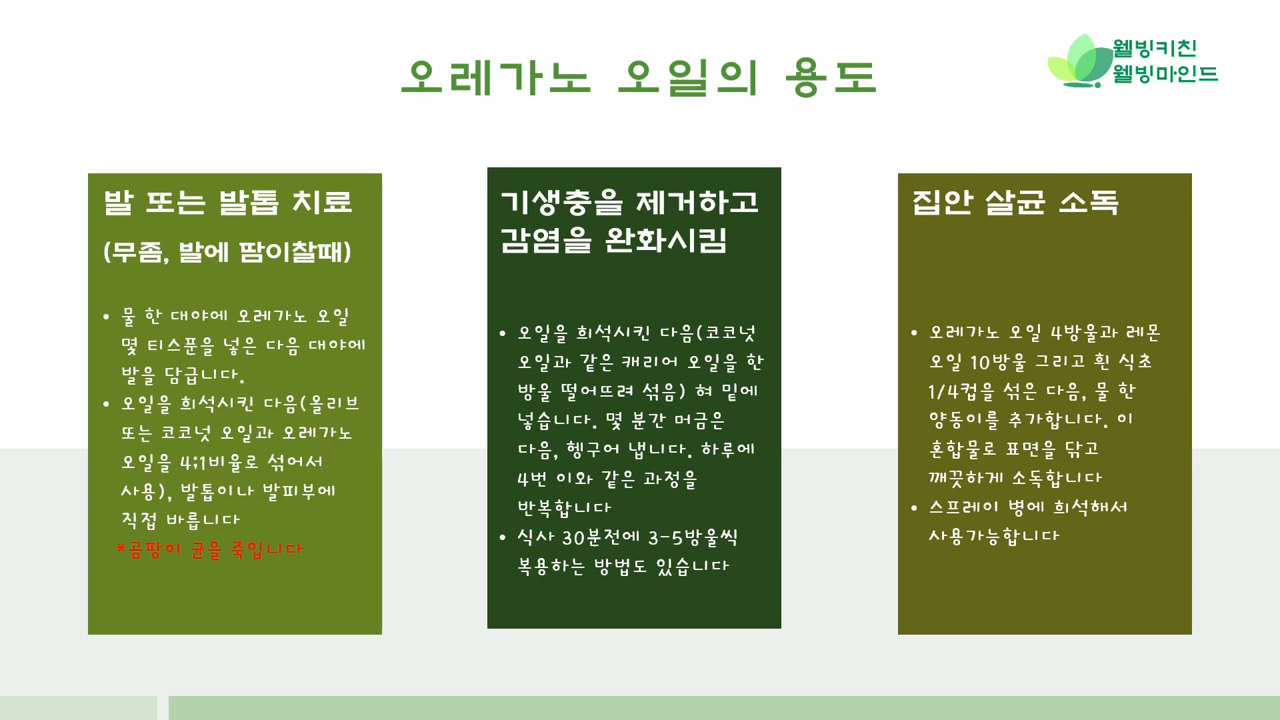 오레가노 오일의 용도
웰빙키친
웰빙마인드
발 또는 발톱 치료
(무좀, 발에 땀이찰때)
• 물 한 대야에 오레가노 오일
몇 티스푼을 넣은 다음 대야에
발을 담급니다.
• 오일을 희석시킨 다음(올리브
또는 코코넛 오일과 오레가노
오일을 4;1비율로 섞어서
사용), 발톱이나 발피부에
직접 바릅니다
*곰팡이 균을 죽입니다
기생충을 제거하고
감염을 완화시킴
• 오일을 희석시킨 다음(코코넛
오일과 같은 캐리어 오일을 한
방울 떨어뜨려 섞음) 혀 밑에
넣습니다. 몇 분간 머금은
다음, 헹구어 냅니다. 하루에
4번 이와 같은 과정을
반복합니다
• 식사 30분전에 3-5방울씩
복용하는 방법도 있습니다
집안 살균 소독
• 오레가노 오일 4방울과 레몬
오일 10방울 그리고 흰 식초
1/4컵을 섞은 다음, 물 한
양동이를 추가합니다. 이
혼합물로 표면을 닦고
깨끗하게 소독합니다
• 스프레이 병에 희석해서
사용가능합니다